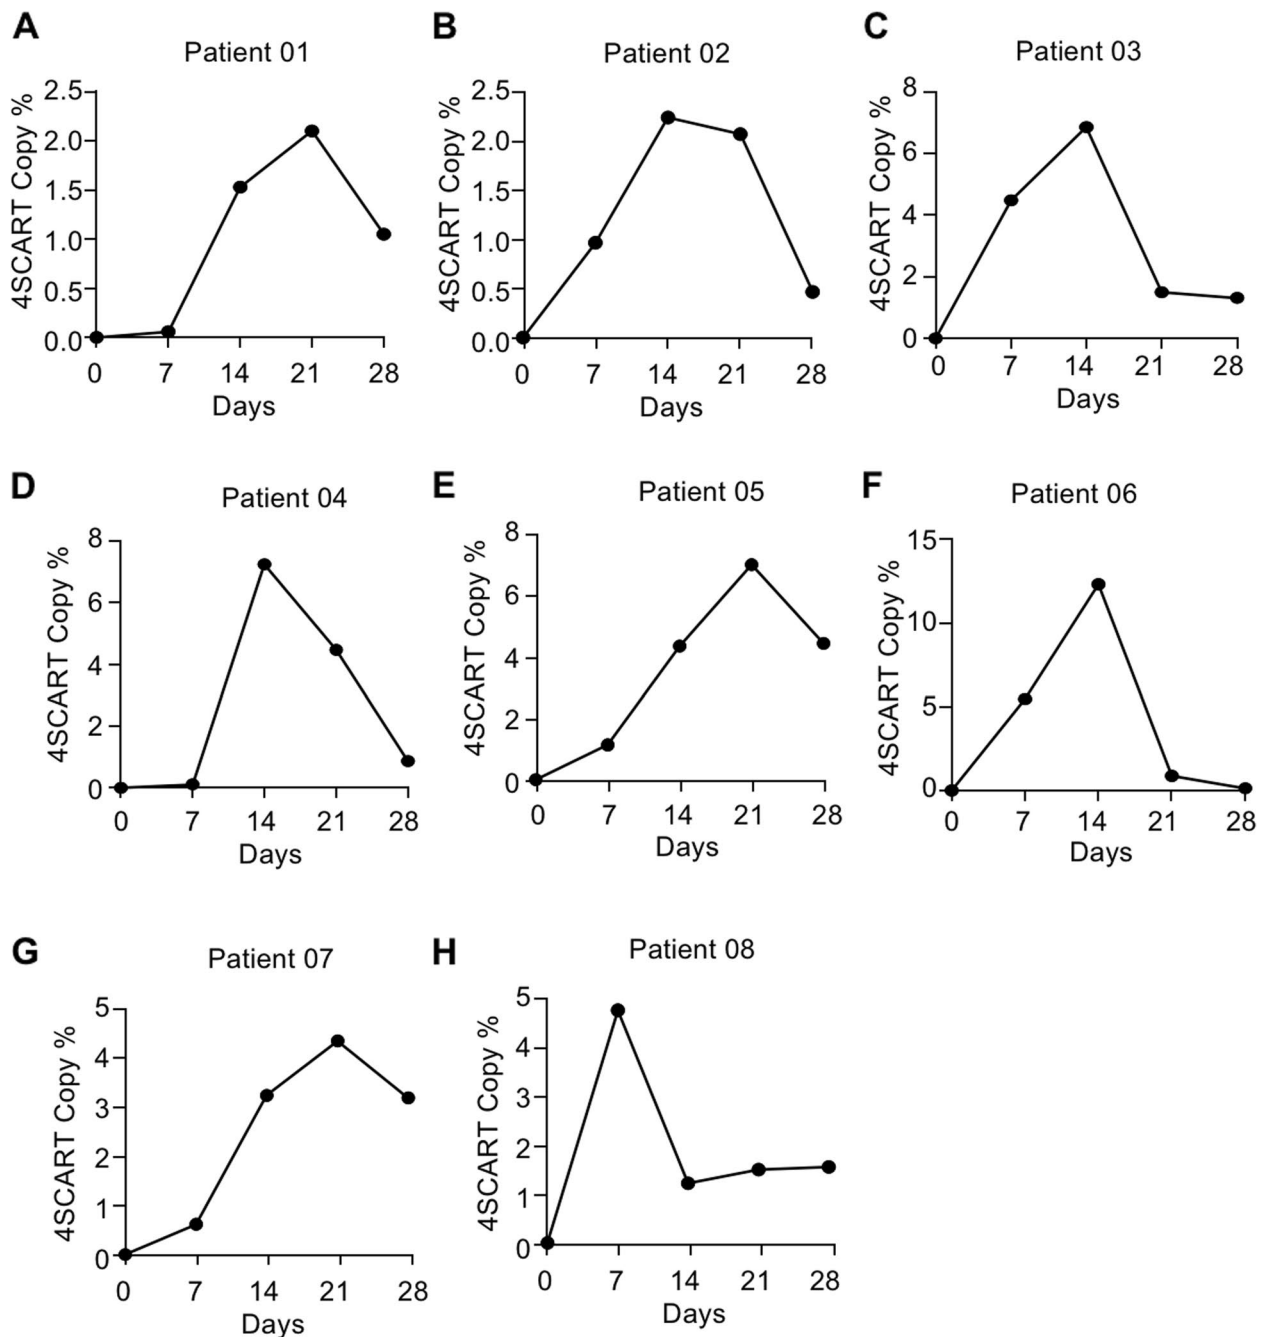 A
Patient 01
4SCART Copy %
2.5
2.0
1.5
1.0
0.5
0.0
0 7 14 21 28
Days
B
Patient 02
4SCART Copy %
2.5
2.0
1.5
1.0
0.5
0.0
0 7 14 21 28
Days
C
Patient 03
4SCART Copy %
8
6
4
2
0
0 7 14 21 28
Days
D
Patient 04
4SCART Copy %
8
6
4
2
0
0 7 14 21 28
Days
E
Patient 05
4SCART Copy %
8
6
4
2
0
0 7 14 21 28
Days
F
Patient 06
4SCART Copy %
15
10
5
0
0 7 14 21 28
Days
G
Patient 07
4SCART Copy %
5
4
3
2
1
0
0 7 14 21 28
Days
H
Patient 08
4SCART Copy %
5
4
3
2
1
0
0 7 14 21 28
Days